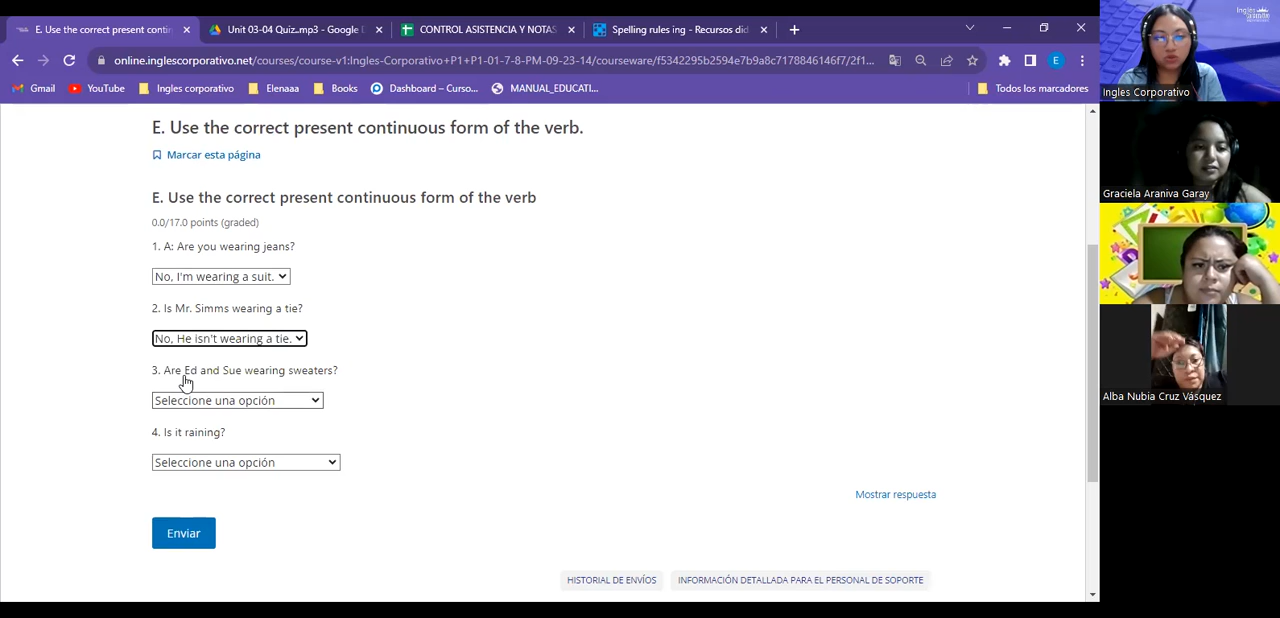 E. Use the correct present contin
Unit 03-04 Quiz.mp3 - Google D
CONTROL ASISTENCIA Y NOTAS
Spelling rules ing - Recursos did
online.inglescorporativo.net/courses/course-v1:Ingles-Corporativo+P1+P1-01-7-8-PM-09-23-14/courseware/f5342295b2594e7b9a8c7178846146f7/2f1...
E
Gmail
YouTube
Ingles corporativo
Elenaaa
Books
Dashboard – Curso...
MANUAL_EDUCATI...
Todos los marcadores
E. Use the correct present continuous form of the verb.
Marcar esta página
E. Use the correct present continuous form of the verb
0.0/17.0 points (graded)
1. A: Are you wearing jeans?
No, I'm wearing a suit.
2. Is Mr. Simms wearing a tie?
No, He isn't wearing a tie.
3. Are Ed and Sue wearing sweaters?
Seleccione una opción
4. Is it raining?
Seleccione una opción
Mostrar respuesta
Enviar
HISTORIAL DE ENVÍOS
INFORMACIÓN DETALLADA PARA EL PERSONAL DE SOPORTE
Ingles Corporativo
Graciela Araniva Garay
Alba Nubia Cruz Vásquez